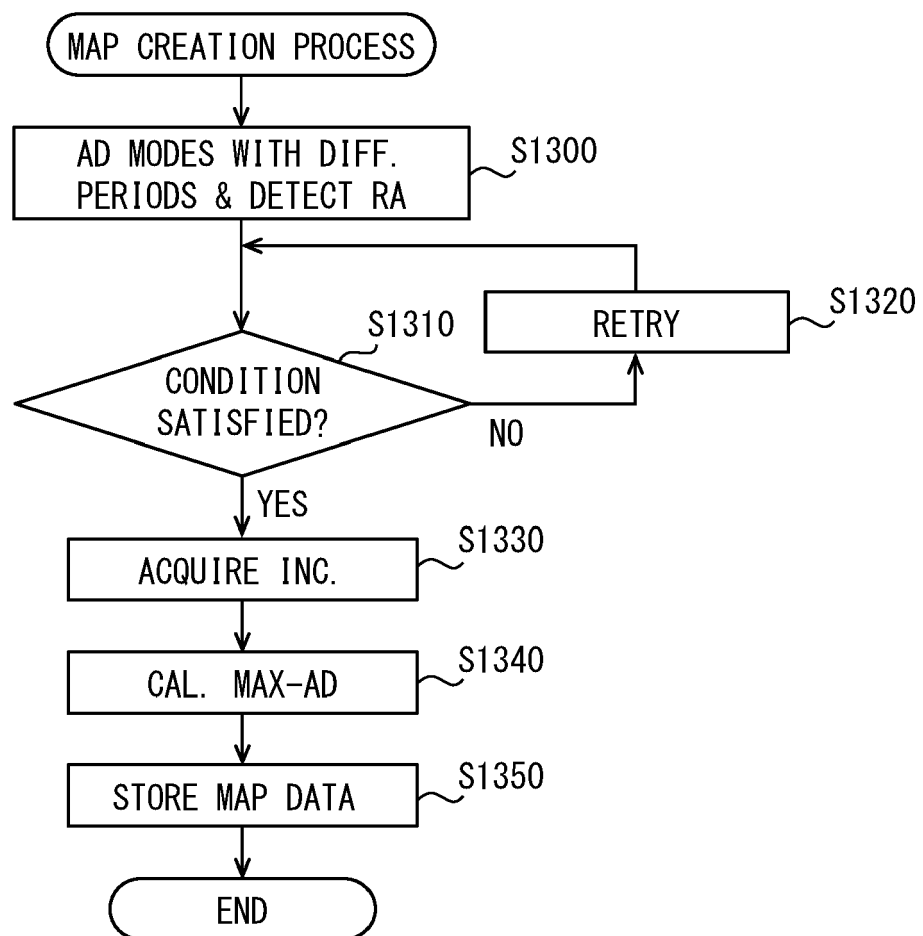 MAP CREATION PROCESS
AD MODES WITH DIFF.
PERIODS & DETECT RA
S1300
S1320
RETRY
S1310
CONDITION
SATISFIED?
NO
YES
S1330
ACQUIRE INC.
S1340
CAL. MAX-AD
S1350
STORE MAP DATA
END